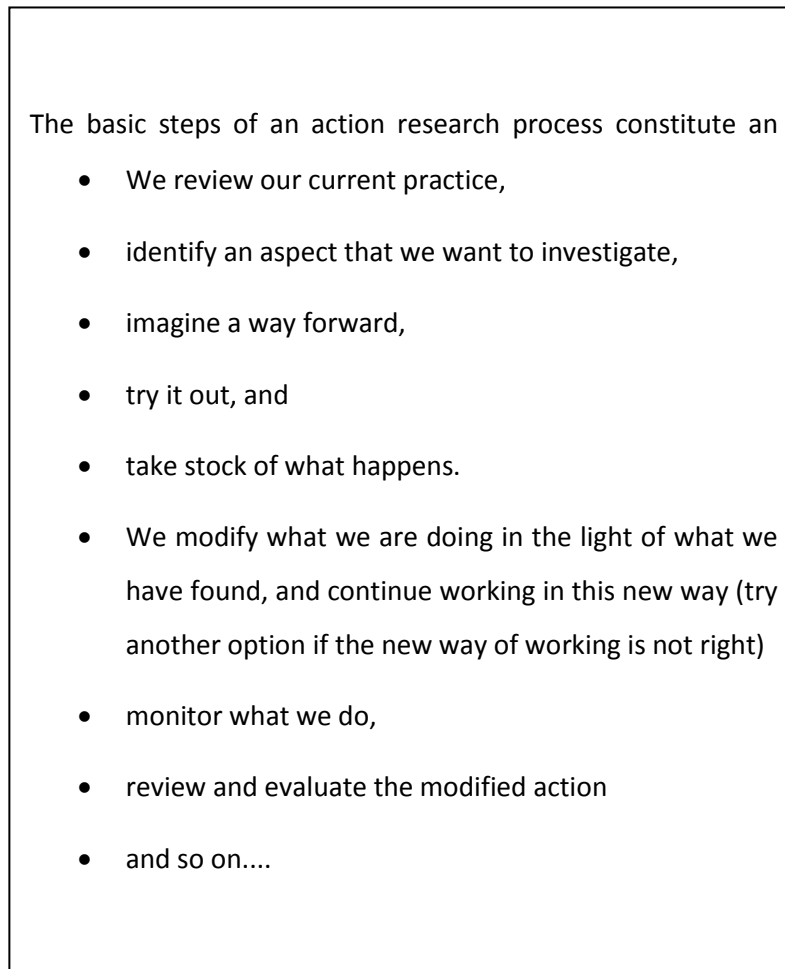 The basic steps of an action research process constitute an
• We review our current practice,
• identify an aspect that we want to investigate,
• imagine a way forward,
• try it out, and
• take stock of what happens.
• We modify what we are doing in the light of what we
have found, and continue working in this new way (try
another option if the new way of working is not right)
• monitor what we do,
• review and evaluate the modified action
• and so on....